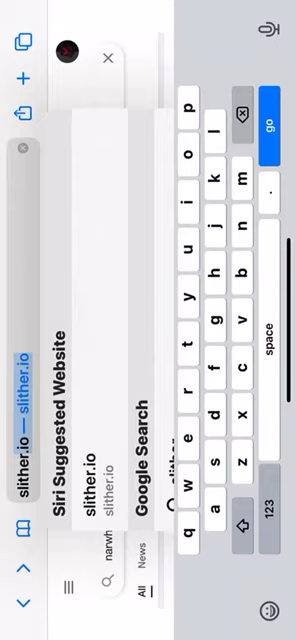 slither.io — slither.io
Siri Suggested Website
slither.io
slither.io
Google Search
narwh
All News
q w e r t y u i o p
a s d f g h j k l
z x c v b n m
123 space . go